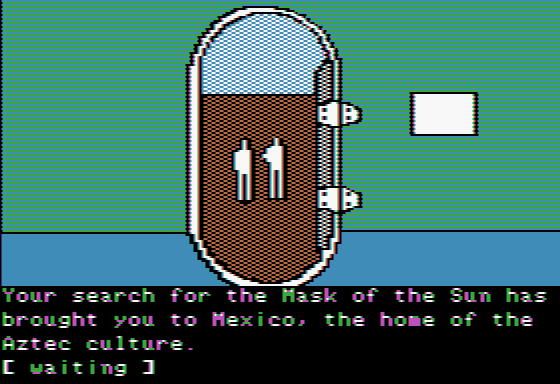 Your search for the Mask of the Sun has
brought you to Mexico, the home of the
Aztec culture.
[ waiting ]